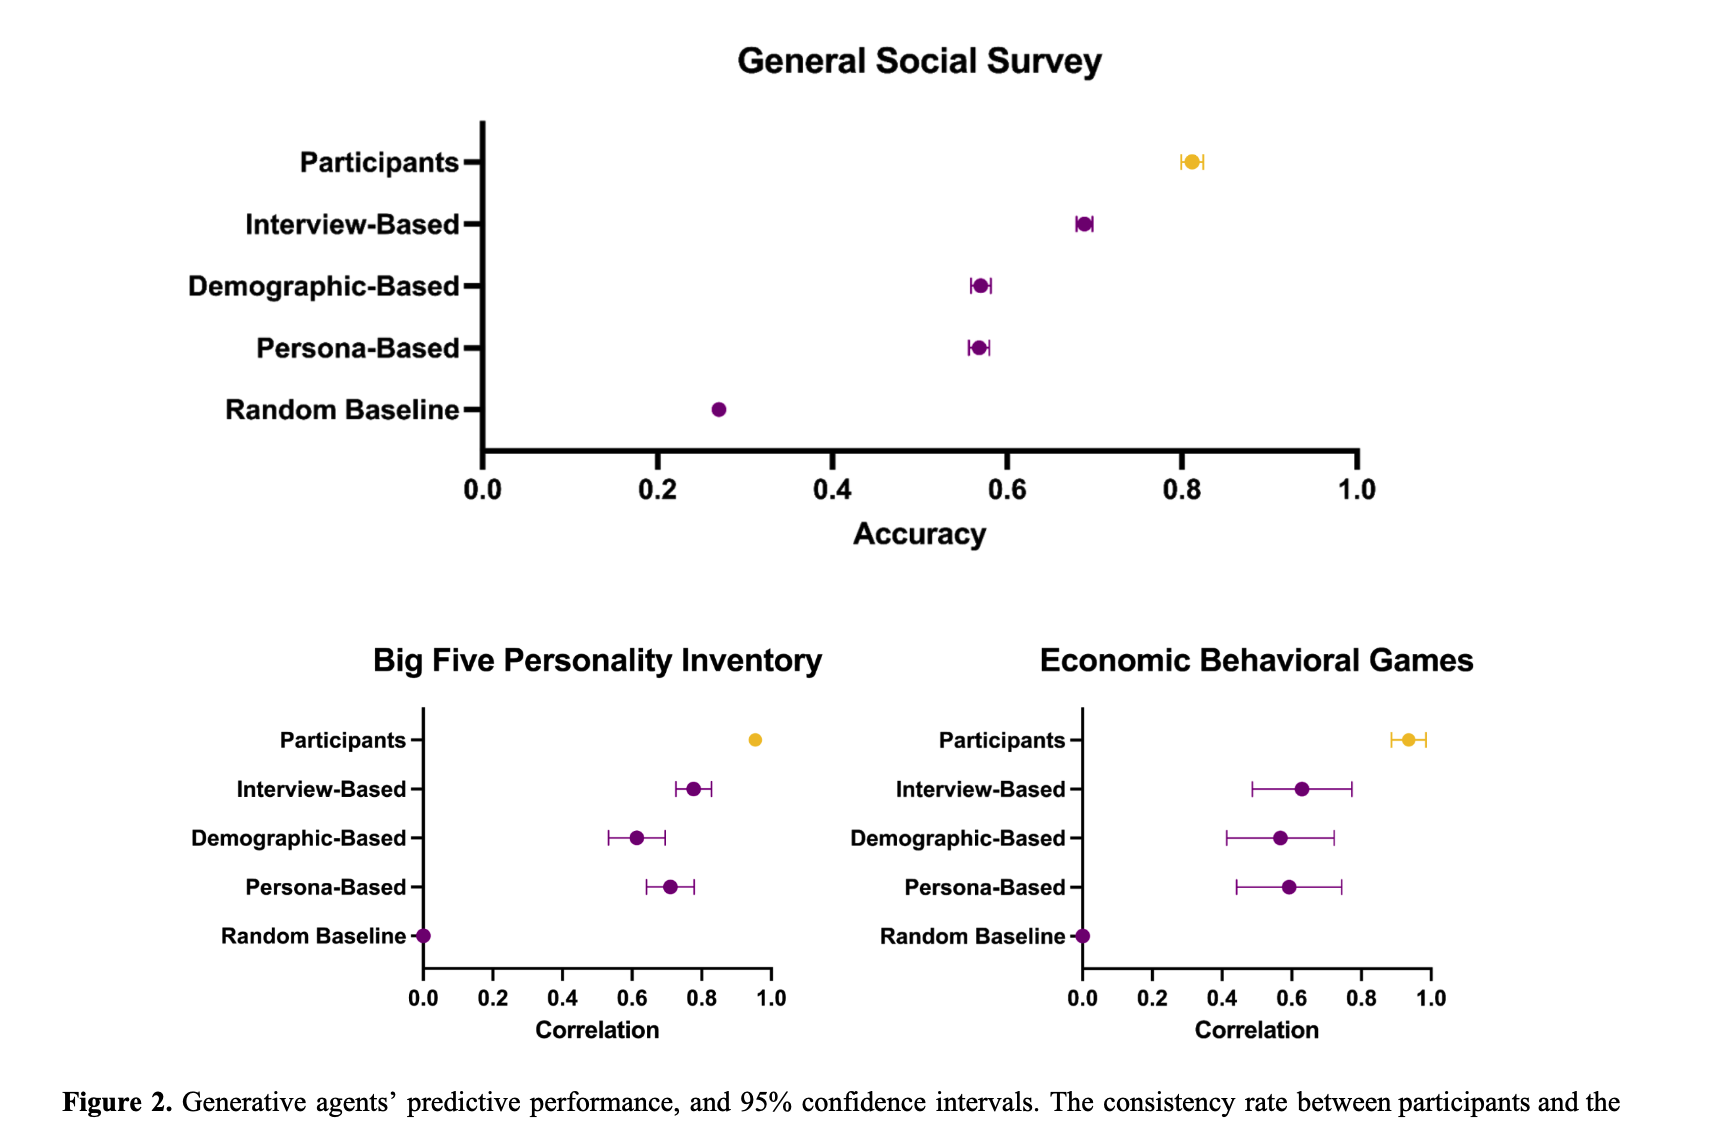 General Social Survey
Participants
Interview-Based
Demographic-Based
Persona-Based
Random Baseline
0.0 0.2 0.4 0.6 0.8 1.0
Accuracy
Big Five Personality Inventory
Participants
Interview-Based
Demographic-Based
Persona-Based
Random Baseline
0.0 0.2 0.4 0.6 0.8 1.0
Correlation
Economic Behavioral Games
Participants
Interview-Based
Demographic-Based
Persona-Based
Random Baseline
0.0 0.2 0.4 0.6 0.8 1.0
Correlation
Figure 2. Generative agents’ predictive performance, and 95% confidence intervals. The consistency rate between participants and the